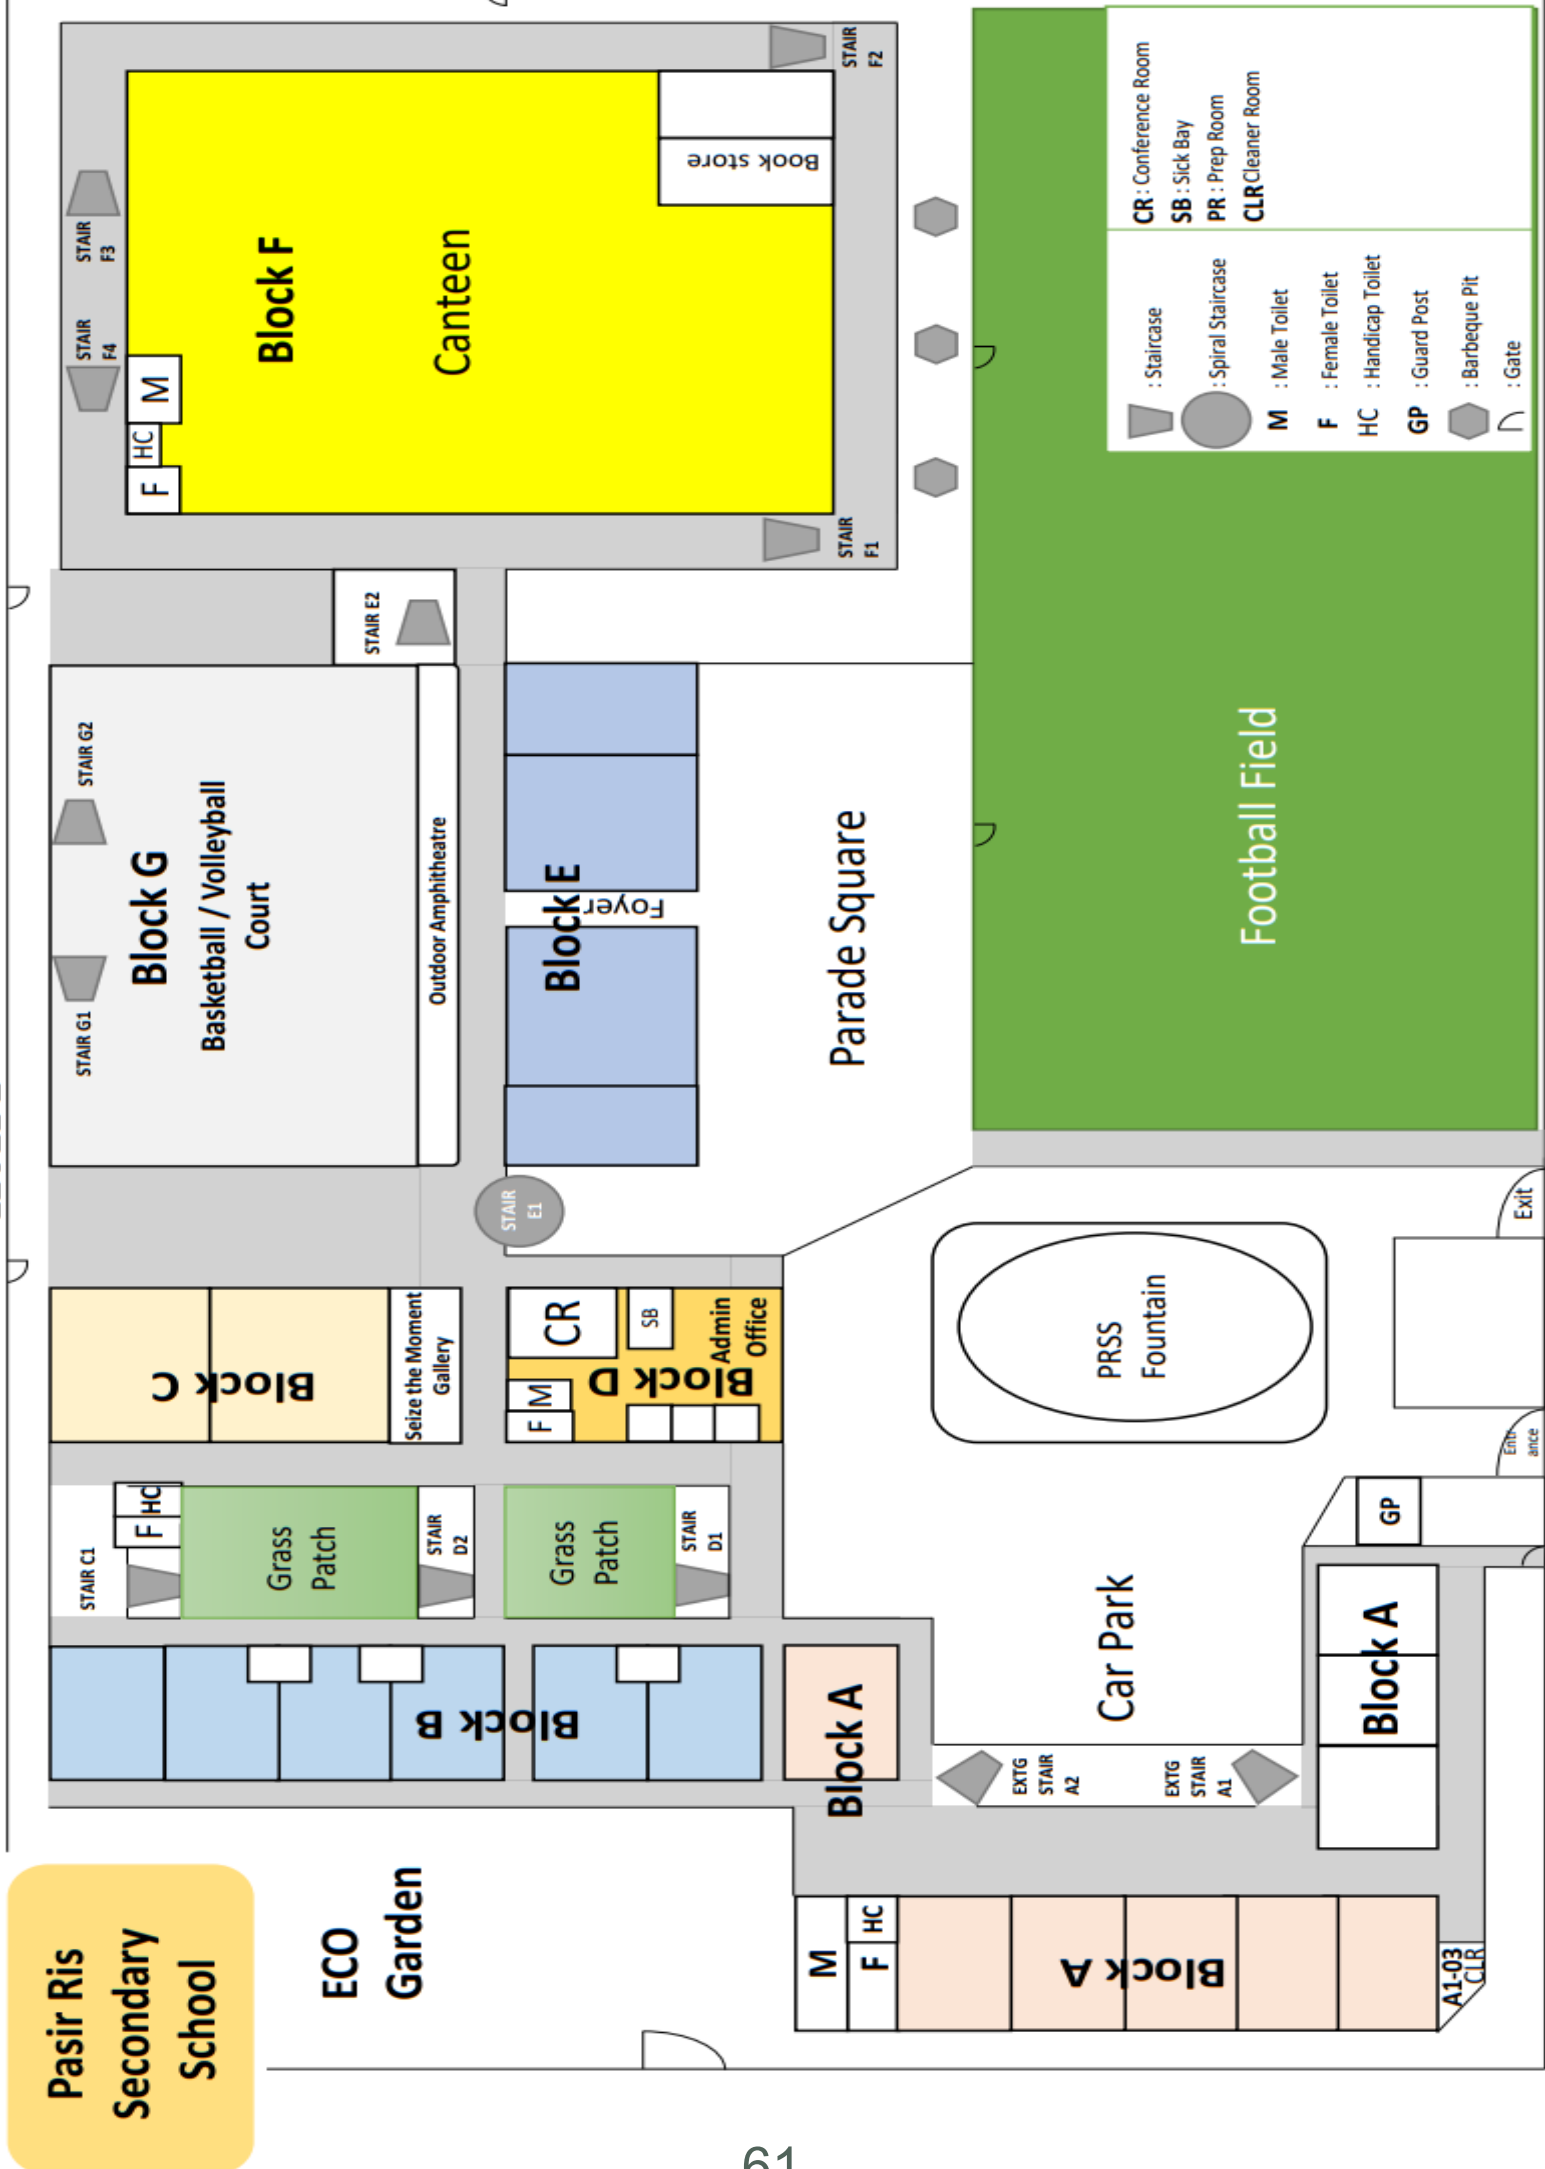 Pasir Ris
Secondary
School
ECO
Garden
Block B
Block C
Seize the Moment
Gallery
STAIR C1
F
HC
Grass
Patch
STAIR
D2
Grass
Patch
STAIR
D1
Block D
CR
SB
Admin
Office
F
M
STAIR
E1
STAIR G1
STAIR G2
Block G
Basketball / Volleyball
Court
Outdoor Amphitheatre
STAIR E2
Block E
Foyer
Parade Square
STAIR
F4
STAIR
F3
STAIR
F2
STAIR
F1
F
HC
M
Block F
Canteen
Book store
Football Field
Block A
M
F
HC
Block A
A1-03
CLR
EXTG
STAIR
A2
EXTG
STAIR
A1
Car Park
Block A
GP
PRSS
Fountain
Entr
ance
Exit
: Staircase
: Spiral Staircase
M : Male Toilet
F : Female Toilet
HC : Handicap Toilet
GP : Guard Post
: Barbeque Pit
: Gate
CR : Conference Room
SB : Sick Bay
PR : Prep Room
CLR Cleaner Room
61